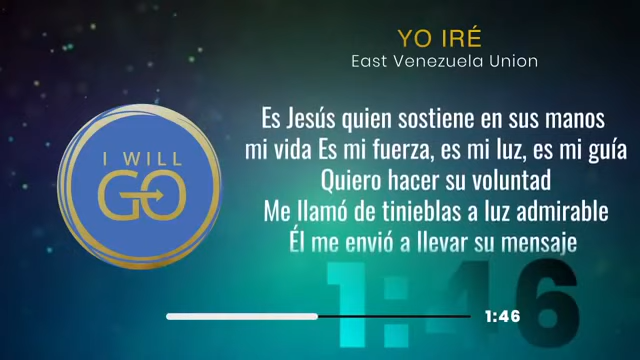 YO IRÉ
East Venezuela Union
I WILL
GO
Es Jesús quien sostiene en sus manos
mi vida Es mi fuerza, es mi luz, es mi guía
Quiero hacer su voluntad
Me llamó de tinieblas a luz admirable
Él me envió a llevar su mensaje
1:46
1:46